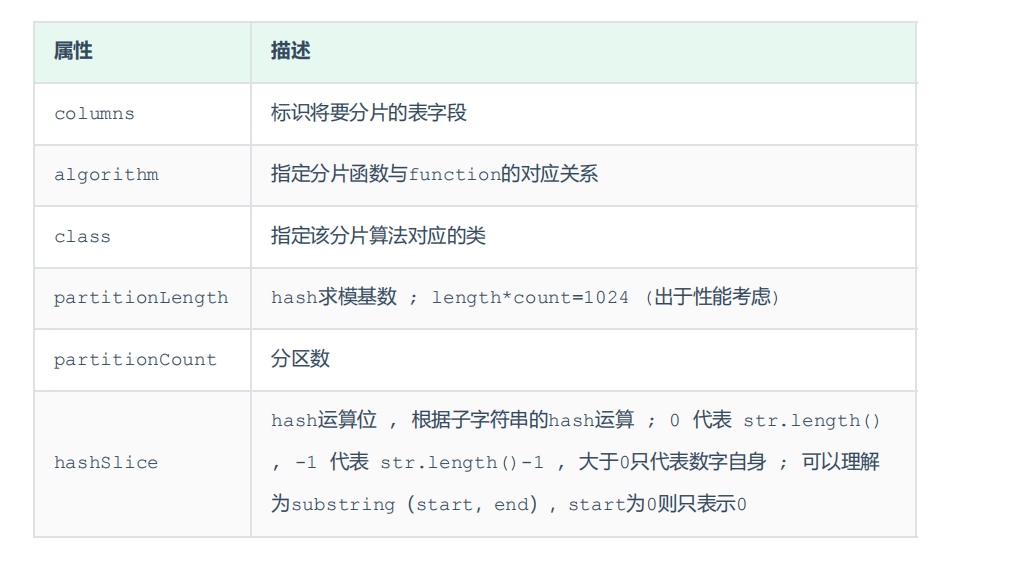 属性 描述
columns 标识将要分片的表字段
algorithm 指定分片函数与function的对应关系
class 指定该分片算法对应的类
partitionLength hash求模基数 ; length*count=1024 (出于性能考虑)
partitionCount 分区数
hashSlice hash运算位 , 根据子字符串的hash运算 ; 0 代表 str.length()
, -1 代表 str.length()-1 , 大于0只代表数字自身 ; 可以理解
为substring（start，end），start为0则只表示0